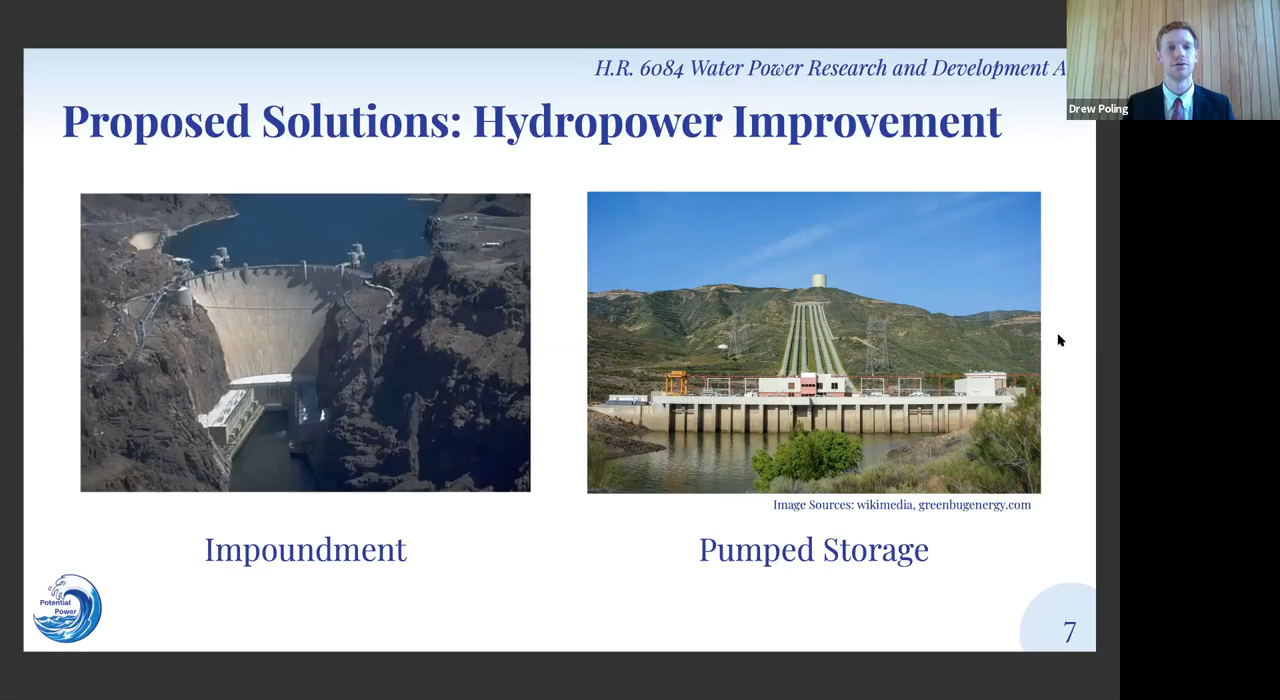 H.R. 6084 Water Power Research and Development A
Drew Poling
Proposed Solutions: Hydropower Improvement
Image Sources: wikimedia, greenbugenergy.com
Impoundment
Pumped Storage
Potential
Power
7